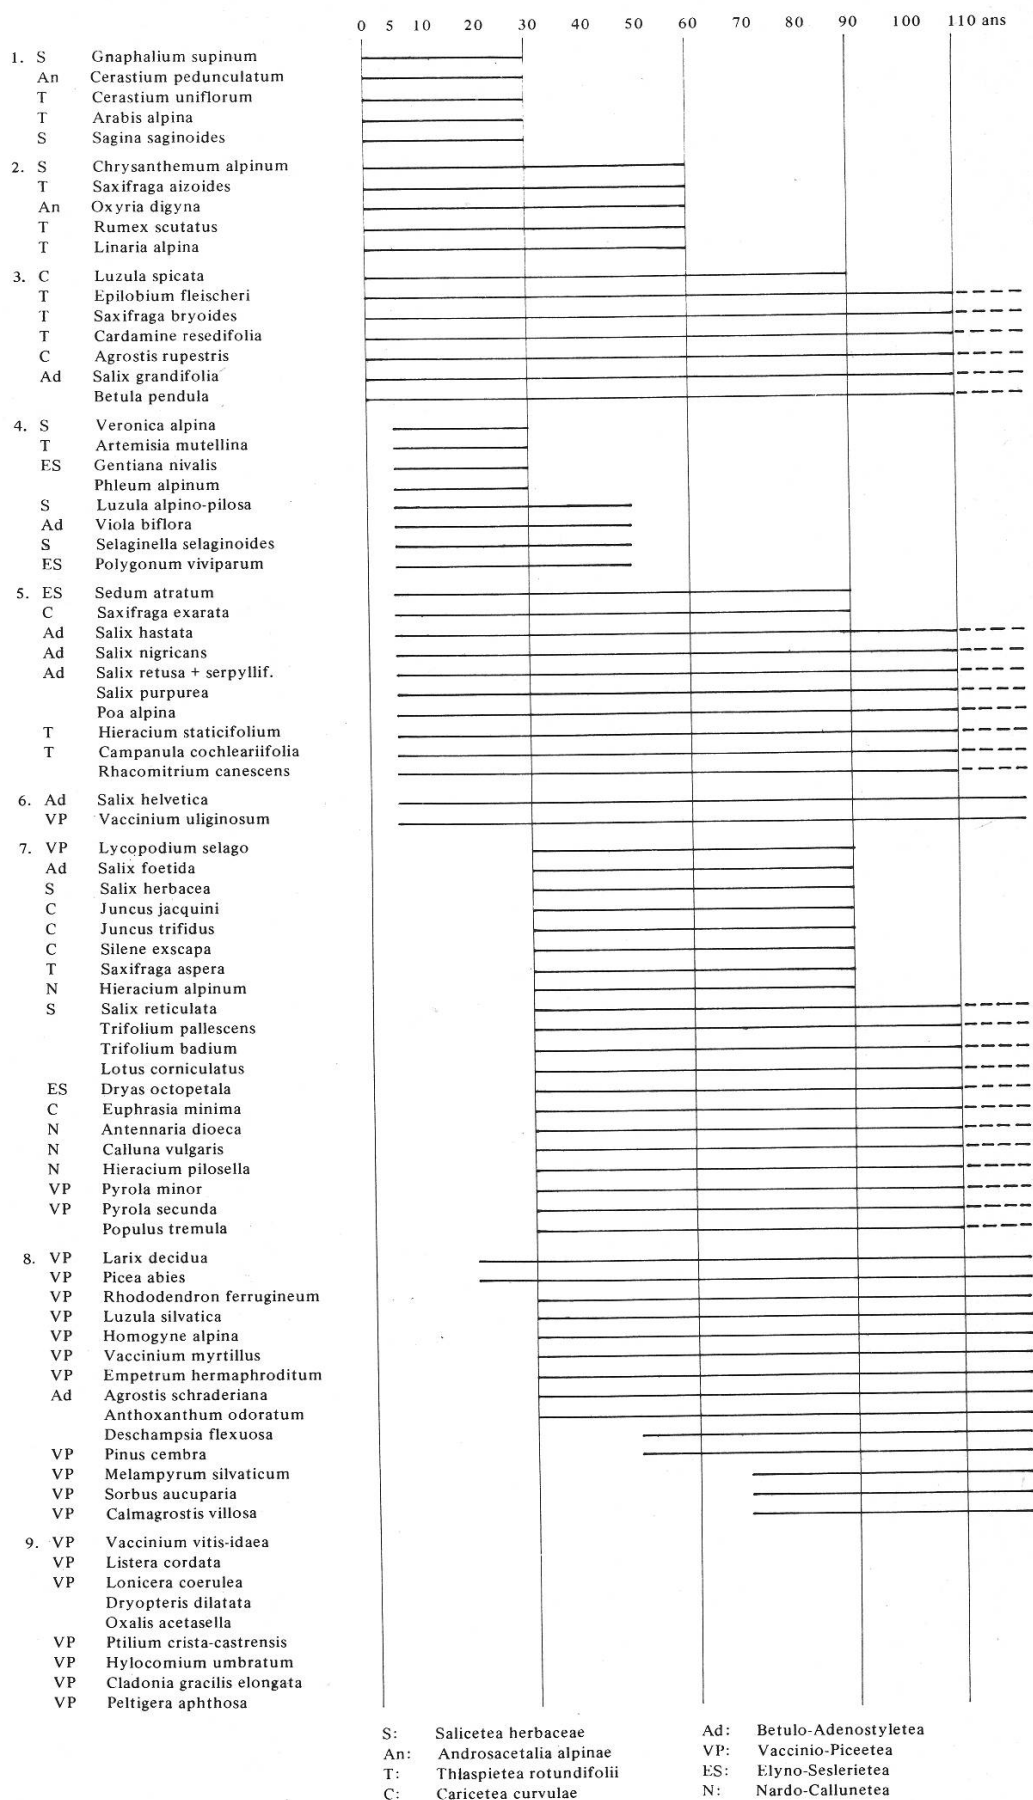 0 5 10 20 30 40 50 60 70 80 90 100 110 ans
1. S Gnaphalium supinum
An Cerastium pedunculatum
T Cerastium uniflorum
T Arabis alpina
S Sagina saginoides
2. S Chrysanthemum alpinum
T Saxifraga aizoides
An Oxyria digyna
T Rumex scutatus
T Linaria alpina
3. C Luzula spicata
T Epilobium fleischeri
T Saxifraga bryoides
T Cardamine resedifolia
C Agrostis rupestris
Ad Salix grandifolia
Betula pendula
4. S Veronica alpina
T Artemisia mutellina
ES Gentiana nivalis
Phleum alpinum
S Luzula alpino-pilosa
Ad Viola biflora
S Selaginella selaginoides
ES Polygonum viviparum
5. ES Sedum atratum
C Saxifraga exarata
Ad Salix hastata
Ad Salix nigricans
Ad Salix retusa + serpyllif.
Salix purpurea
Poa alpina
T Hieracium staticifolium
T Campanula cochleariifolia
Rhacomitrium canescens
6. Ad Salix helvetica
VP Vaccinium uliginosum
7. VP Lycopodium selago
Ad Salix foetida
S Salix herbacea
C Juncus jacquini
C Juncus trifidus
C Silene exscapa
T Saxifraga aspera
N Hieracium alpinum
S Salix reticulata
Trifolium pallescens
Trifolium badium
Lotus corniculatus
ES Dryas octopetala
C Euphrasia minima
N Antennaria dioeca
N Calluna vulgaris
N Hieracium pilosella
VP Pyrola minor
VP Pyrola secunda
Populus tremula
8. VP Larix decidua
VP Picea abies
VP Rhododendron ferrugineum
VP Luzula silvatica
VP Homogyne alpina
VP Vaccinium myrtillus
VP Empetrum hermaphroditum
Ad Agrostis schraderiana
Anthoxanthum odoratum
Deschampsia flexuosa
VP Pinus cembra
VP Melampyrum silvaticum
VP Sorbus aucuparia
VP Calmagrostis villosa
9. VP Vaccinium vitis-idaea
VP Listera cordata
VP Lonicera coerulea
Dryopteris dilatata
Oxalis acetasella
VP Ptilium crista-castrensis
VP Hylocomium umbratum
VP Cladonia gracilis elongata
VP Peltigera aphthosa
S: Salicetea herbaceae Ad: Betulo-Adenostyletea
An: Androsacetalia alpinae VP: Vaccinio-Piceetea
T: Thlaspietea rotundifolii ES: Elyno-Seslerietea
C: Caricetea curvulae N: Nardo-Callunetea